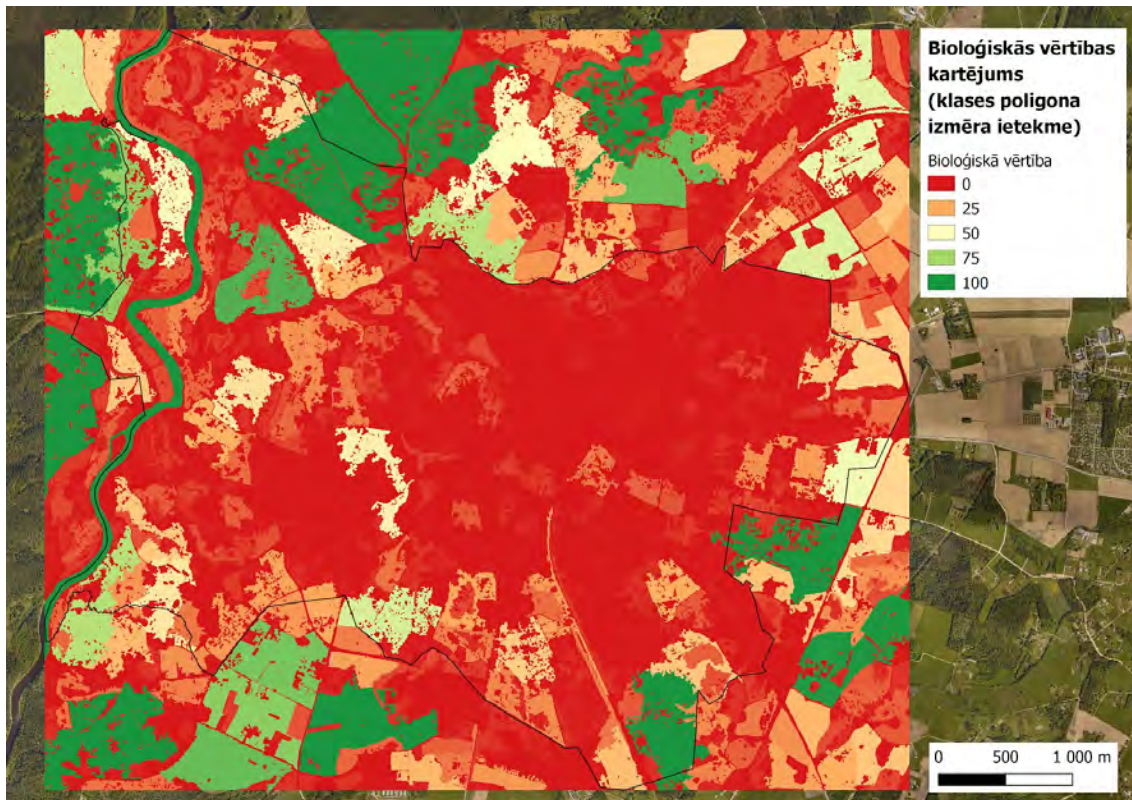 Bioloģiskās vērtības
kartējums
(klases poligona
izmēra ietekme)
Bioloģiskā vērtība
0
25
50
75
100
0 500 1 000 m